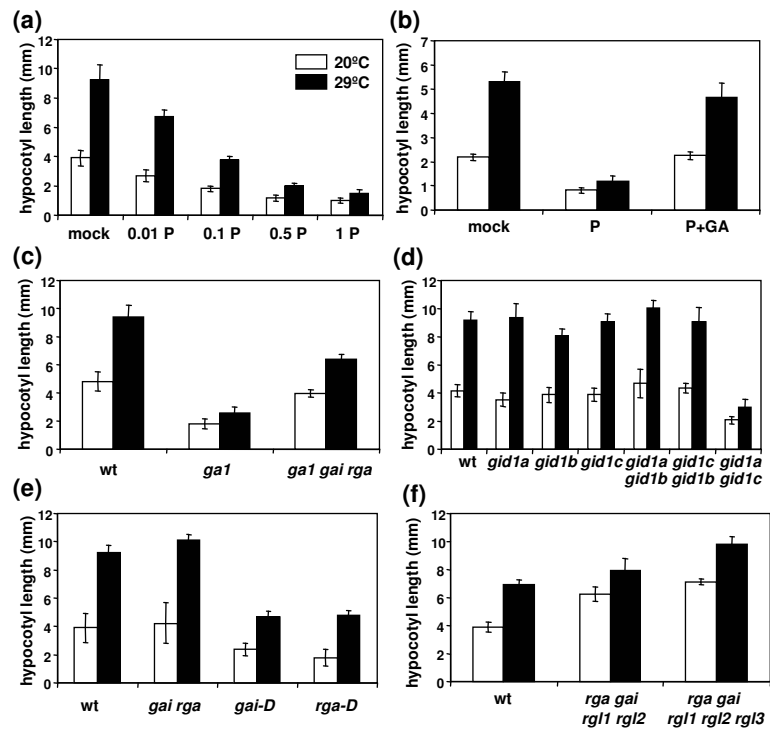 (a)
hypocotyl length (mm)
12
10
8
6
4
2
0
20ºC
29ºC
mock 0.01 P 0.1 P 0.5 P 1 P
(b)
hypocotyl length (mm)
7
6
5
4
3
2
1
0
mock P P+GA
(c)
hypocotyl length (mm)
12
10
8
6
4
2
0
wt ga1 ga1 gai rga
(d)
hypocotyl length (mm)
12
10
8
6
4
2
0
wt gid1a gid1b gid1c gid1a gid1c gid1a
gid1b gid1b gid1c
(e)
hypocotyl length (mm)
12
10
8
6
4
2
0
wt gai rga gai-D rga-D
(f)
hypocotyl length (mm)
12
10
8
6
4
2
0
wt rga gai rga gai
rgl1 rgl2 rgl1 rgl2 rgl3